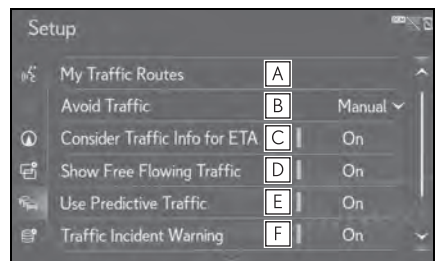 Setup
My Traffic Routes A
Avoid Traffic B Manual
Consider Traffic Info for ETA C On
Show Free Flowing Traffic D On
Use Predictive Traffic E On
Traffic Incident Warning F On